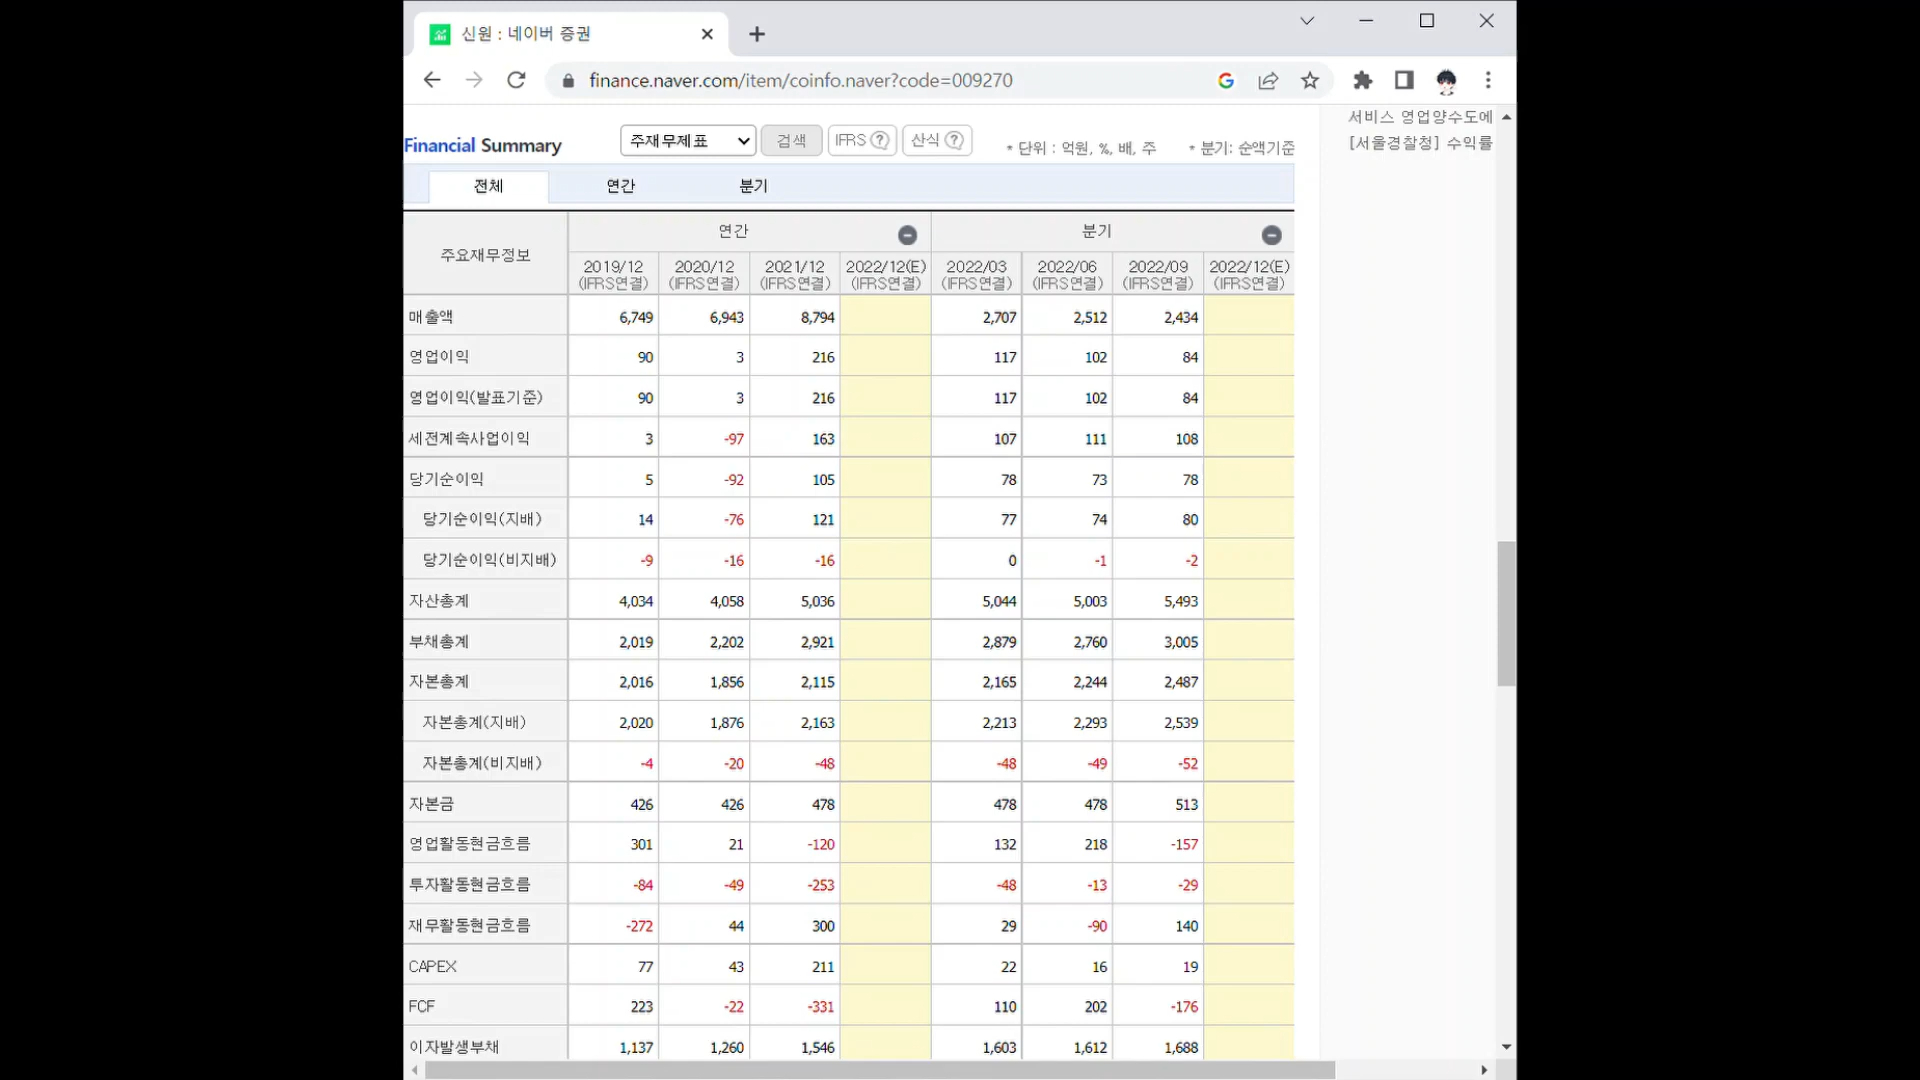 신원 : 네이버 증권
finance.naver.com/item/coinfo.naver?code=009270
서비스 영업양수도에
[서울경찰청] 수익률
Financial Summary 주재무제표 검색 IFRS ? 산식 ? * 단위 : 억원, %, 배, 주 * 분기: 순액기준
전체 연간 분기
주요재무정보 연간 분기
2019/12 2020/12 2021/12 2022/12(E) 2022/03 2022/06 2022/09 2022/12(E)
(IFRS연결) (IFRS연결) (IFRS연결) (IFRS연결) (IFRS연결) (IFRS연결) (IFRS연결) (IFRS연결)
매출액 6,749 6,943 8,794 2,707 2,512 2,434
영업이익 90 3 216 117 102 84
영업이익(발표기준) 90 3 216 117 102 84
세전계속사업이익 3 -97 163 107 111 108
당기순이익 5 -92 105 78 73 78
당기순이익(지배) 14 -76 121 77 74 80
당기순이익(비지배) -9 -16 -16 0 -1 -2
자산총계 4,034 4,058 5,036 5,044 5,003 5,493
부채총계 2,019 2,202 2,921 2,879 2,760 3,005
자본총계 2,016 1,856 2,115 2,165 2,244 2,487
자본총계(지배) 2,020 1,876 2,163 2,213 2,293 2,539
자본총계(비지배) -4 -20 -48 -48 -49 -52
자본금 426 426 478 478 478 513
영업활동현금흐름 301 21 -120 132 218 -157
투자활동현금흐름 -84 -49 -253 -48 -13 -29
재무활동현금흐름 -272 44 300 29 -90 140
CAPEX 77 43 211 22 16 19
FCF 223 -22 -331 110 202 -176
이자발생부채 1,137 1,260 1,546 1,603 1,612 1,688